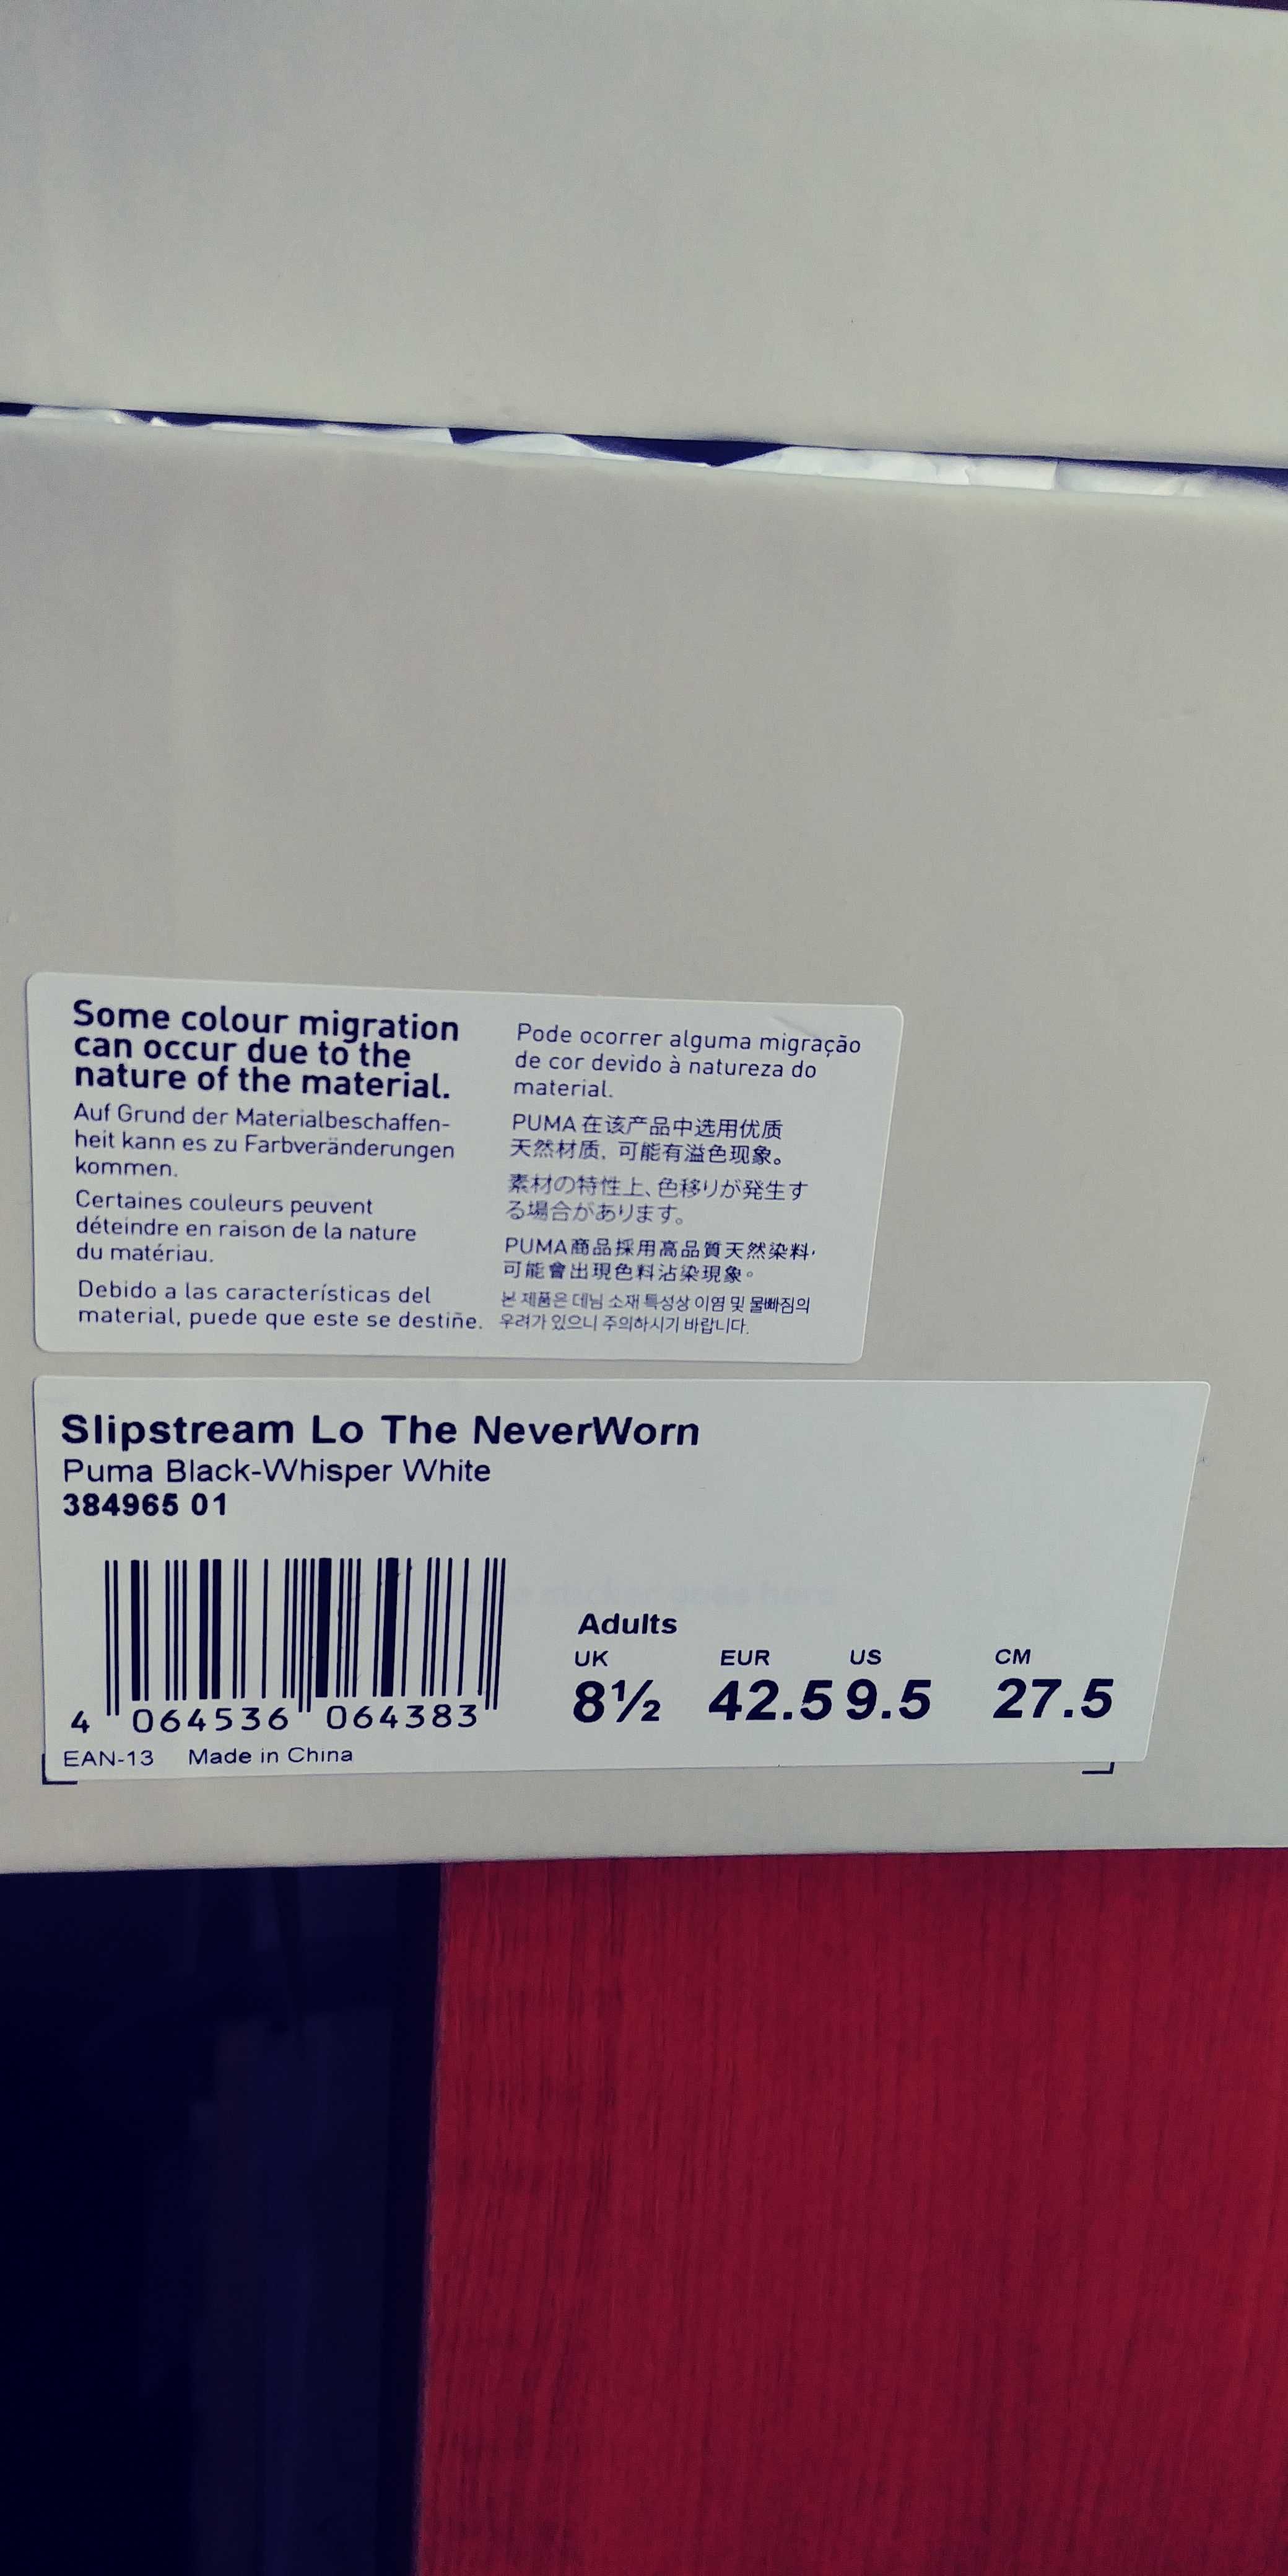 Some colour migration
can occur due to the
nature of the material.
Auf Grund der Materialbeschaffen-
heit kann es zu Farbveränderungen
kommen.
Certaines couleurs peuvent
déteindre en raison de la nature
du matériau.
Debido a las características del
material, puede que este se destiñe.
Pode ocorrer alguma migração
de cor devido à natureza do
material.
PUMA 在该产品中选用优质
天然材质，可能有溢色现象。
素材の特性上、色移りが発生す
る場合があります。
PUMA商品採用高品質天然染料，
可能會出現色料沾染現象。
본 제품은 데님 소재 특성상 이염 및 물빠짐의
우려가 있으니 주의하시기 바랍니다.
Slipstream Lo The NeverWorn
Puma Black-Whisper White
384965 01
4 064536 064383
EAN-13 Made in China
Adults
UK EUR US CM
8½ 42.5 9.5 27.5